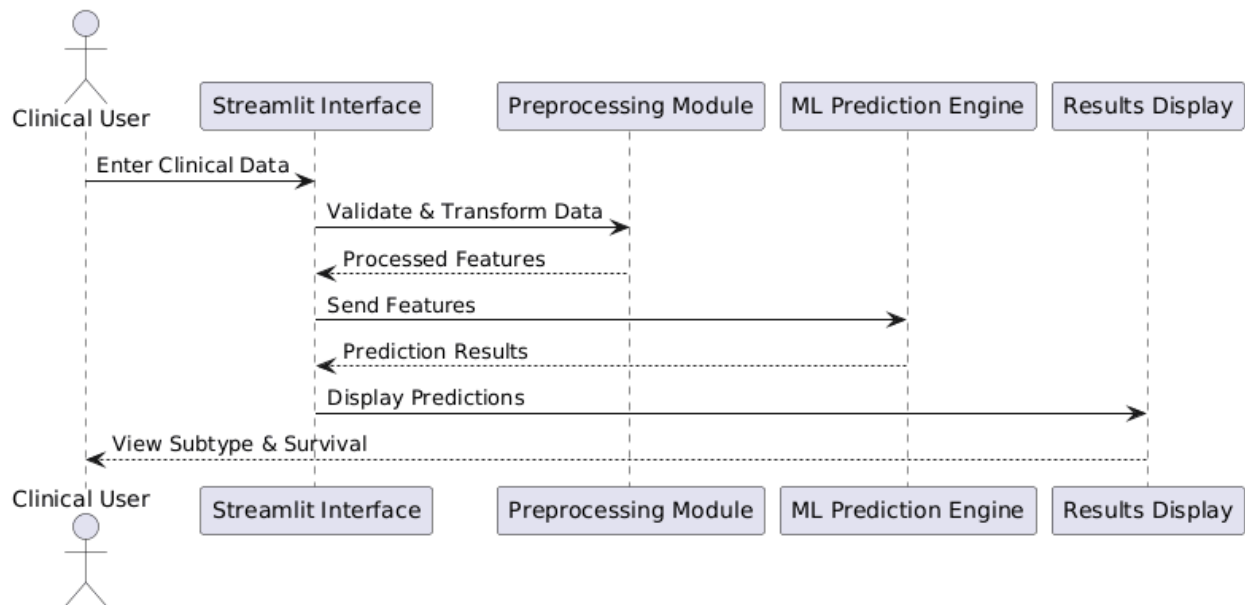 Clinical User
Streamlit Interface
Preprocessing Module
ML Prediction Engine
Results Display
Enter Clinical Data
Validate & Transform Data
Processed Features
Send Features
Prediction Results
Display Predictions
View Subtype & Survival
Clinical User
Streamlit Interface
Preprocessing Module
ML Prediction Engine
Results Display